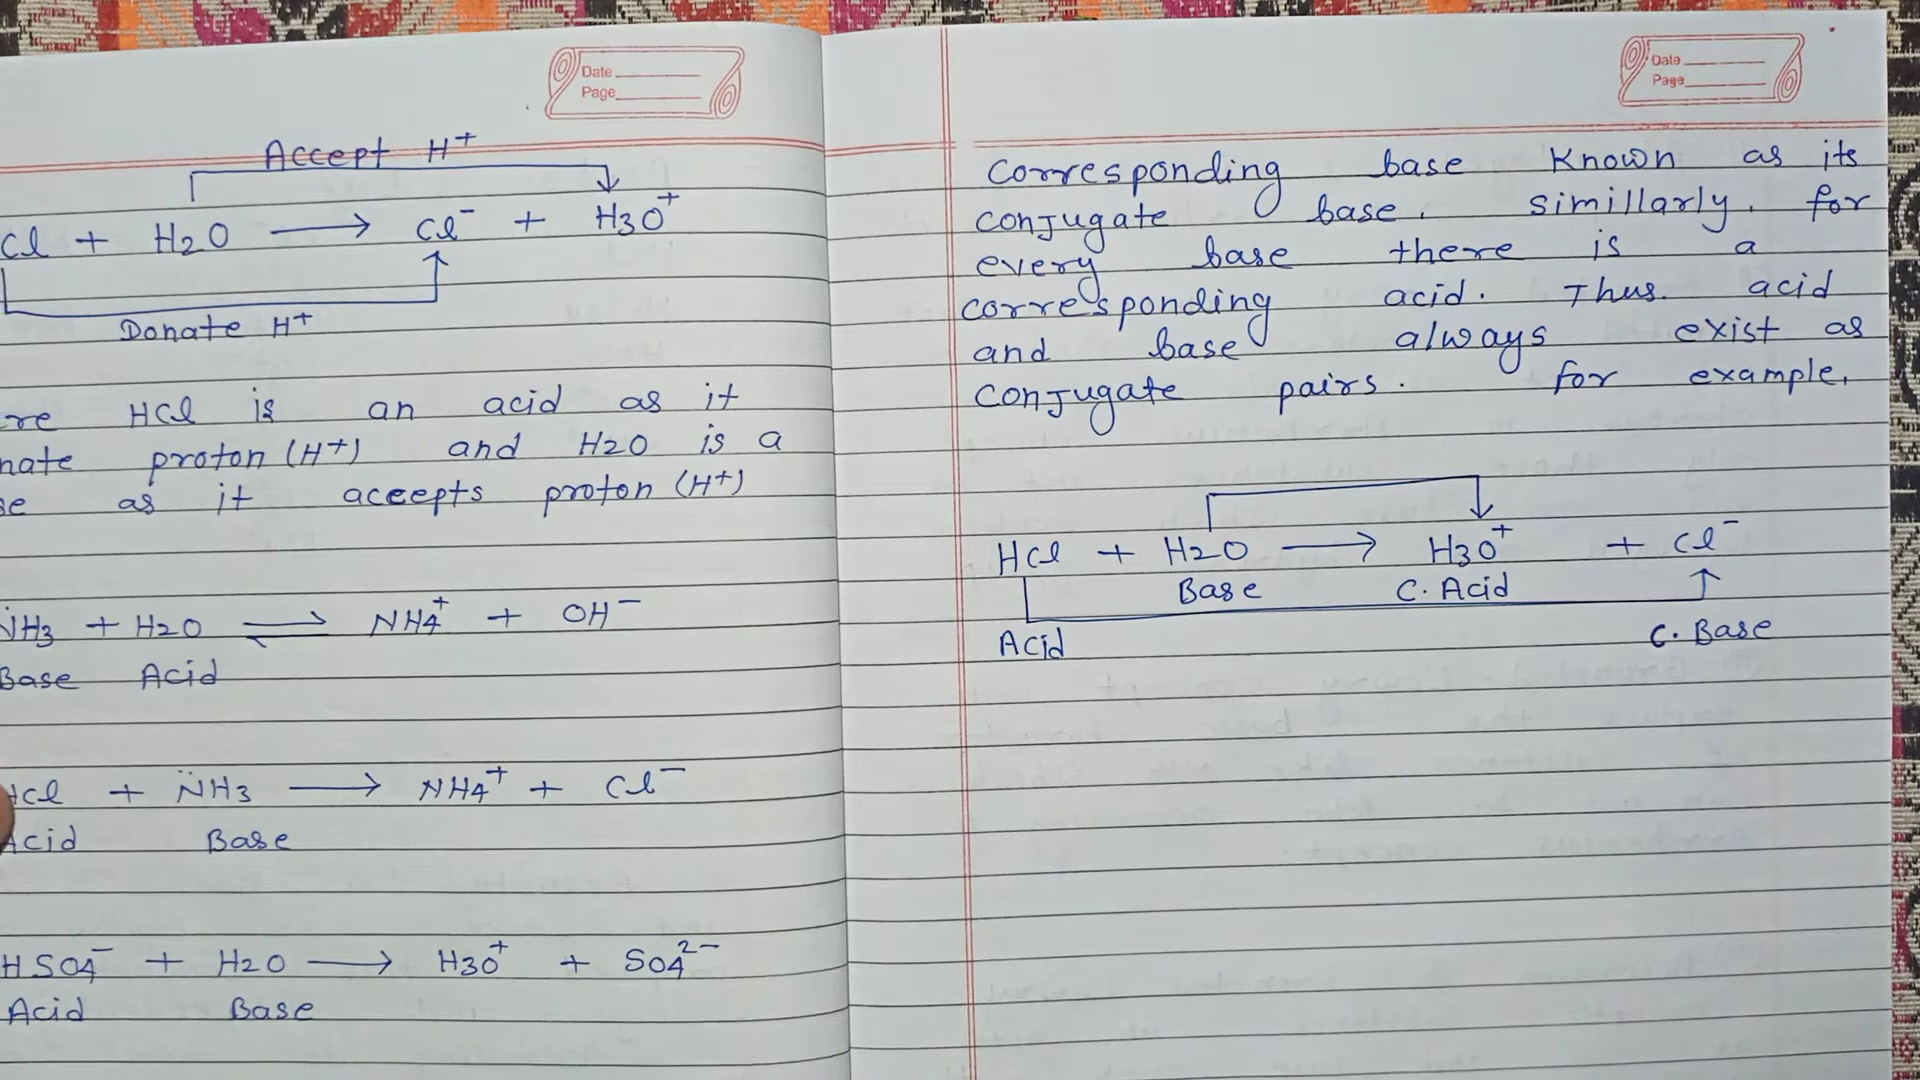 Date
Page
Accept H+
Cl + H2O → Cl⁻ + H3O⁺
Donate H+
HCl is an acid as it
proton (H+) and H2O is a
as it accepts proton (H+)
NH3 + H2O ⇌ NH4⁺ + OH⁻
Base Acid
HCl + N̈H3 → NH4⁺ + Cl⁻
Acid Base
HSO4⁻ + H2O → H3O⁺ + SO4²⁻
Acid Base
Date
Page
Corresponding base Known as its
conjugate base. simillarly. for
every base there is a
corresponding acid. Thus. acid
and base always exist as
conjugate pairs. for example.
HCl + H2O → H3O⁺ + Cl⁻
Base C. Acid
Acid C. Base